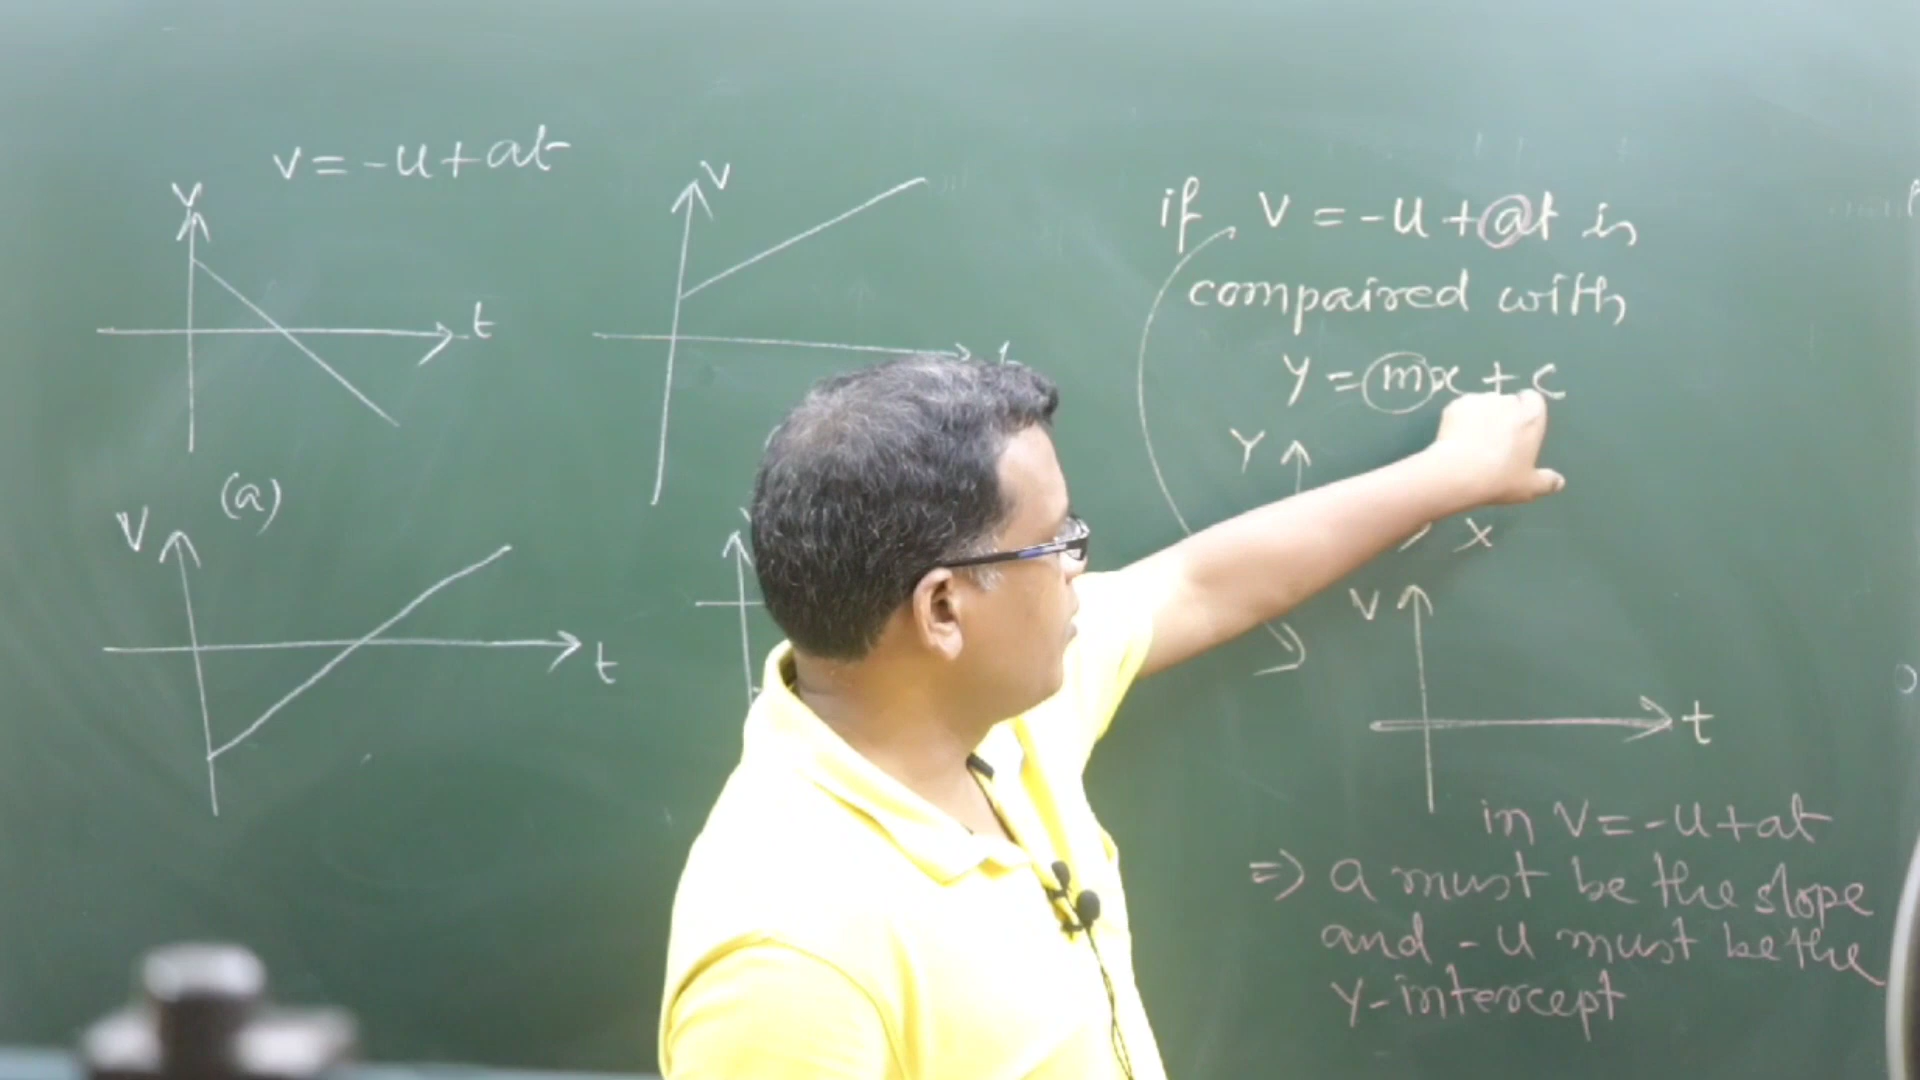 v = -u + at
v
t
(a)
v
if, v = -u + at is
compaired with
y = mx + c
Y
X
V
t
V
t
in v = -u + at
=> a must be the slope
and -u must be the
y-intercept